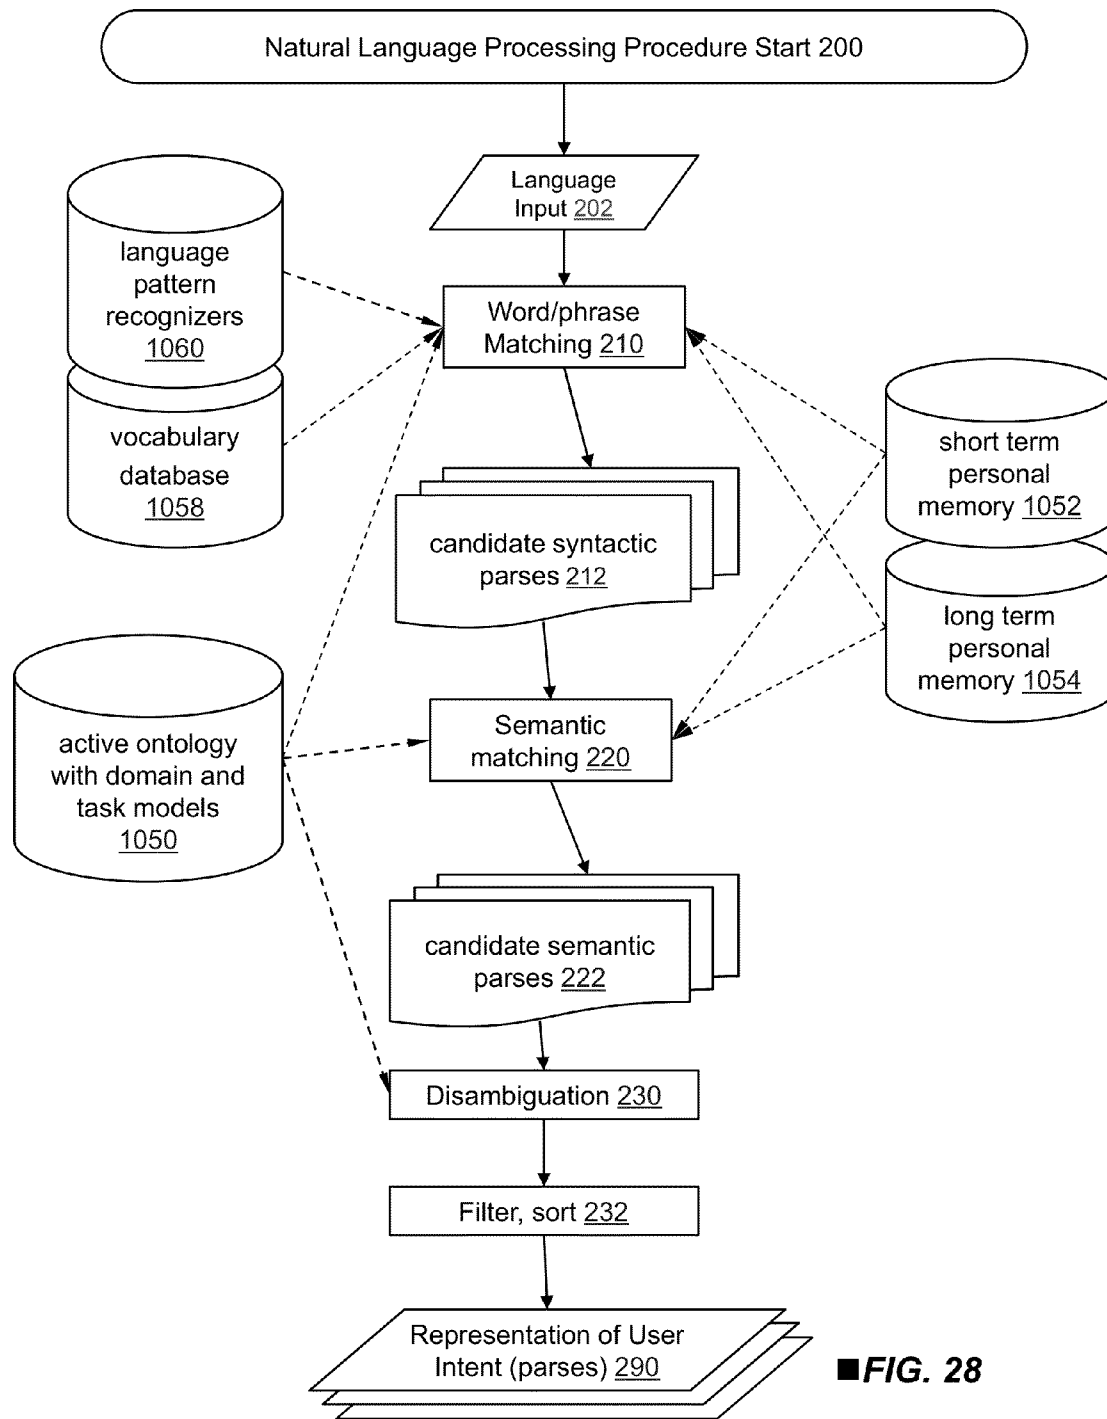 Natural Language Processing Procedure Start 200
Language
Input 202
language
pattern
recognizers
1060
Word/phrase
Matching 210
vocabulary
database
1058
short term
personal
memory 1052
candidate syntactic
parses 212
long term
personal
memory 1054
active ontology
with domain and
task models
1050
Semantic
matching 220
candidate semantic
parses 222
Disambiguation 230
Filter, sort 232
Representation of User
Intent (parses) 290
■FIG. 28